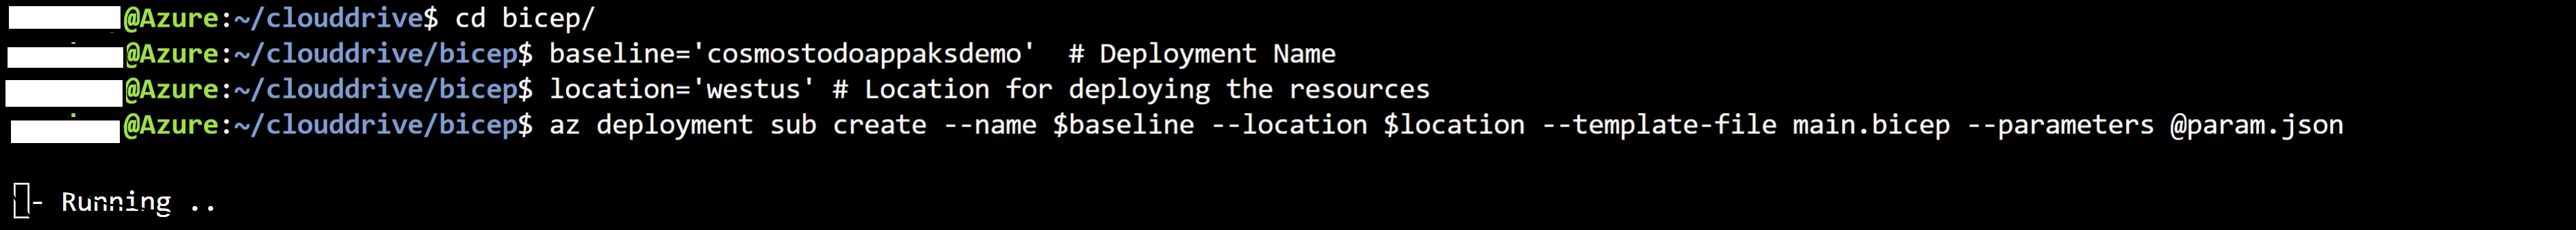 @Azure:~/clouddrive$ cd bicep/
@Azure:~/clouddrive/bicep$ baseline='cosmostodoappaksdemo'  # Deployment Name
@Azure:~/clouddrive/bicep$ location='westus' # Location for deploying the resources
@Azure:~/clouddrive/bicep$ az deployment sub create --name $baseline --location $location --template-file main.bicep --parameters @param.json
- Running ..